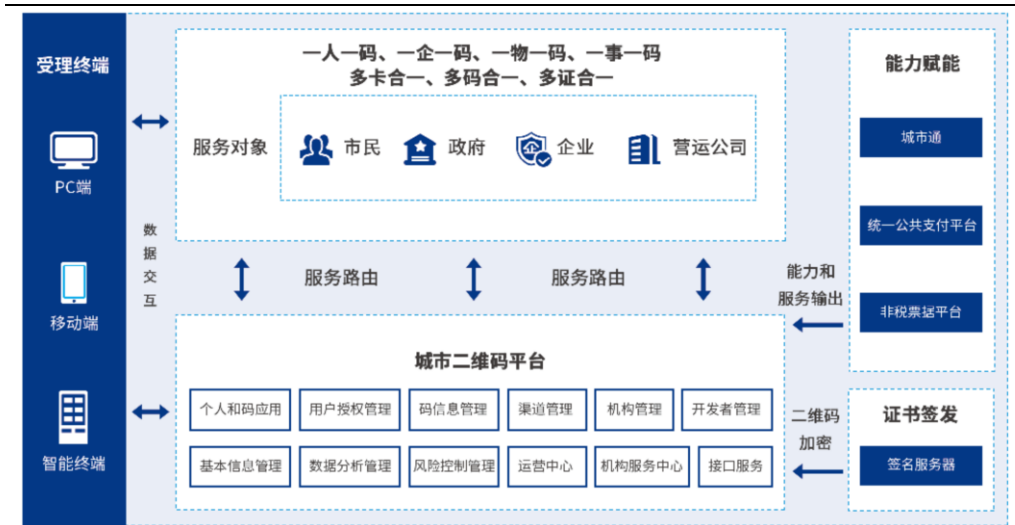 受理终端
PC端
移动端
智能终端
数
据
交
互
一人一码、一企一码、一物一码、一事一码
多卡合一、多码合一、多证合一
服务对象
市民
政府
企业
营运公司
服务路由
服务路由
城市二维码平台
个人和码应用
用户授权管理
码信息管理
渠道管理
机构管理
开发者管理
基本信息管理
数据分析管理
风险控制管理
运营中心
机构服务中心
接口服务
能力和
服务输出
二维码
加密
能力赋能
城市通
统一公共支付平台
非税票据平台
证书签发
签名服务器